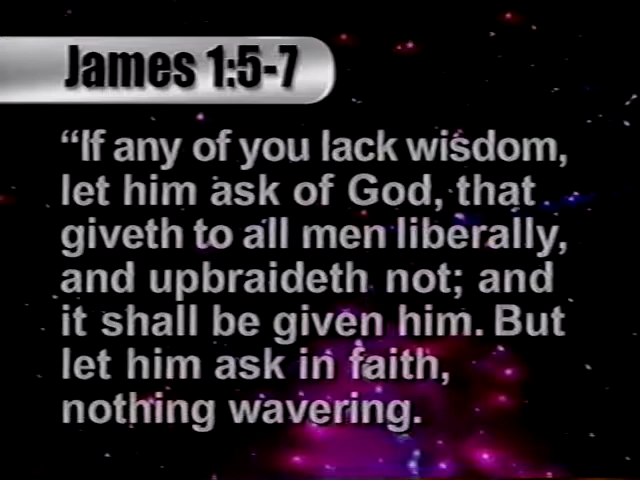 James 1:5-7
“If any of you lack wisdom,
let him ask of God, that
giveth to all men liberally,
and upbraideth not; and
it shall be given him. But
let him ask in faith,
nothing wavering.